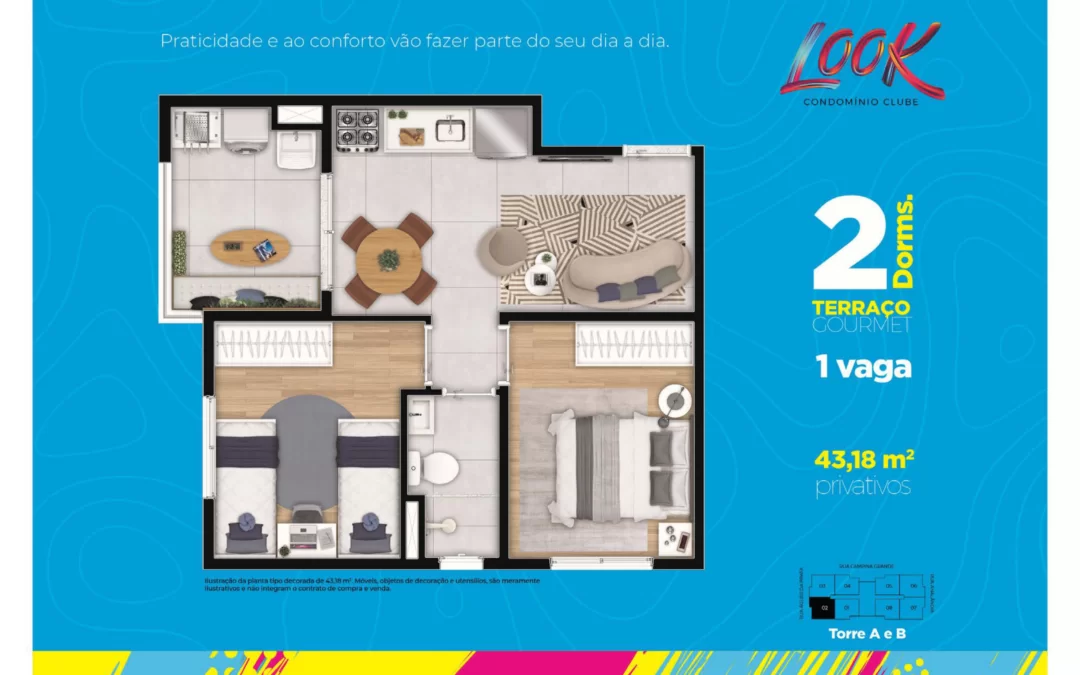 Praticidade e ao conforto vão fazer parte do seu dia a dia.
LOOK
CONDOMÍNIO CLUBE
2
Dorms.
TERRAÇO
GOURMET
1 vaga
43,18 m²
privativos
Ilustração da planta tipo decorada de 43,18 m². Móveis, objetos de decoração e utensílios, são meramente
ilustrativos e não integram o contrato de compra e venda.
03 04 05 06
02 01 08 07
Torre A e B